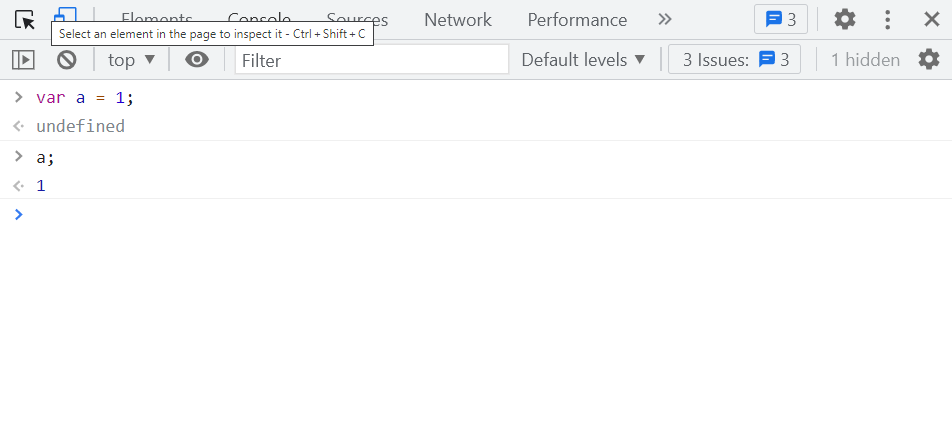 Elements Console Sources Network Performance 3
Select an element in the page to inspect it - Ctrl + Shift + C
top Filter Default levels 3 Issues: 3 1 hidden
var a = 1;
undefined
a;
1